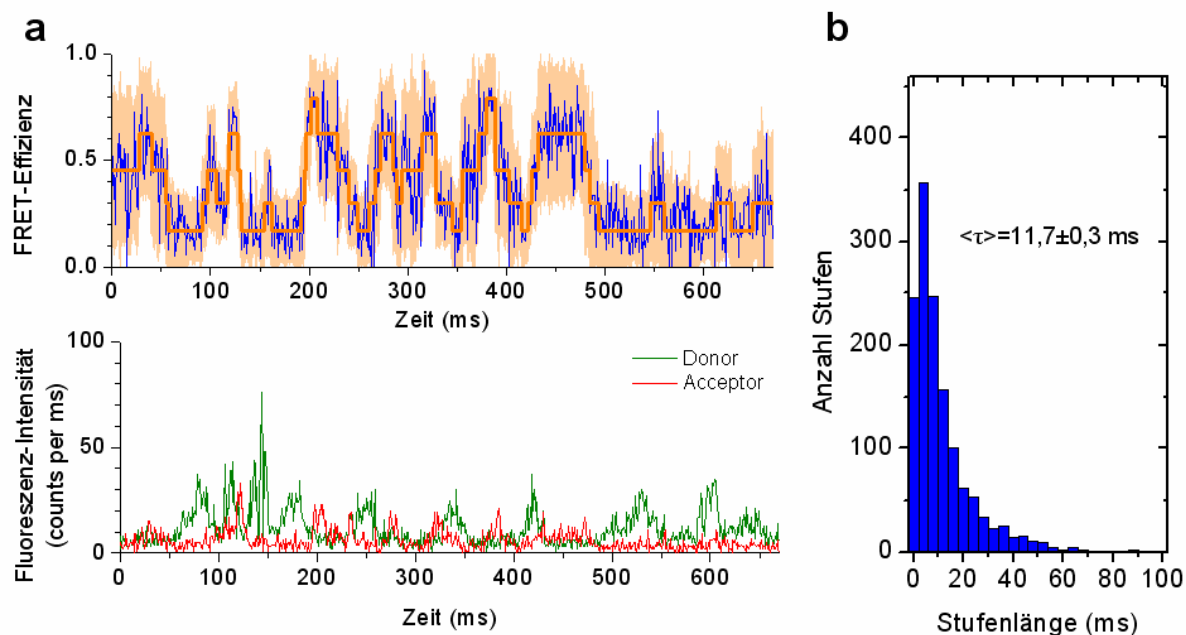 a
FRET-Effizienz
1.0
0.5
0.0
0 100 200 300 400 500 600
Zeit (ms)
Fluoreszenz-Intensität
(counts per ms)
100
50
0
Donor
Acceptor
0 100 200 300 400 500 600
Zeit (ms)
b
Anzahl Stufen
400
300
200
100
0
<τ>=11,7±0,3 ms
0 20 40 60 80 100
Stufenlänge (ms)